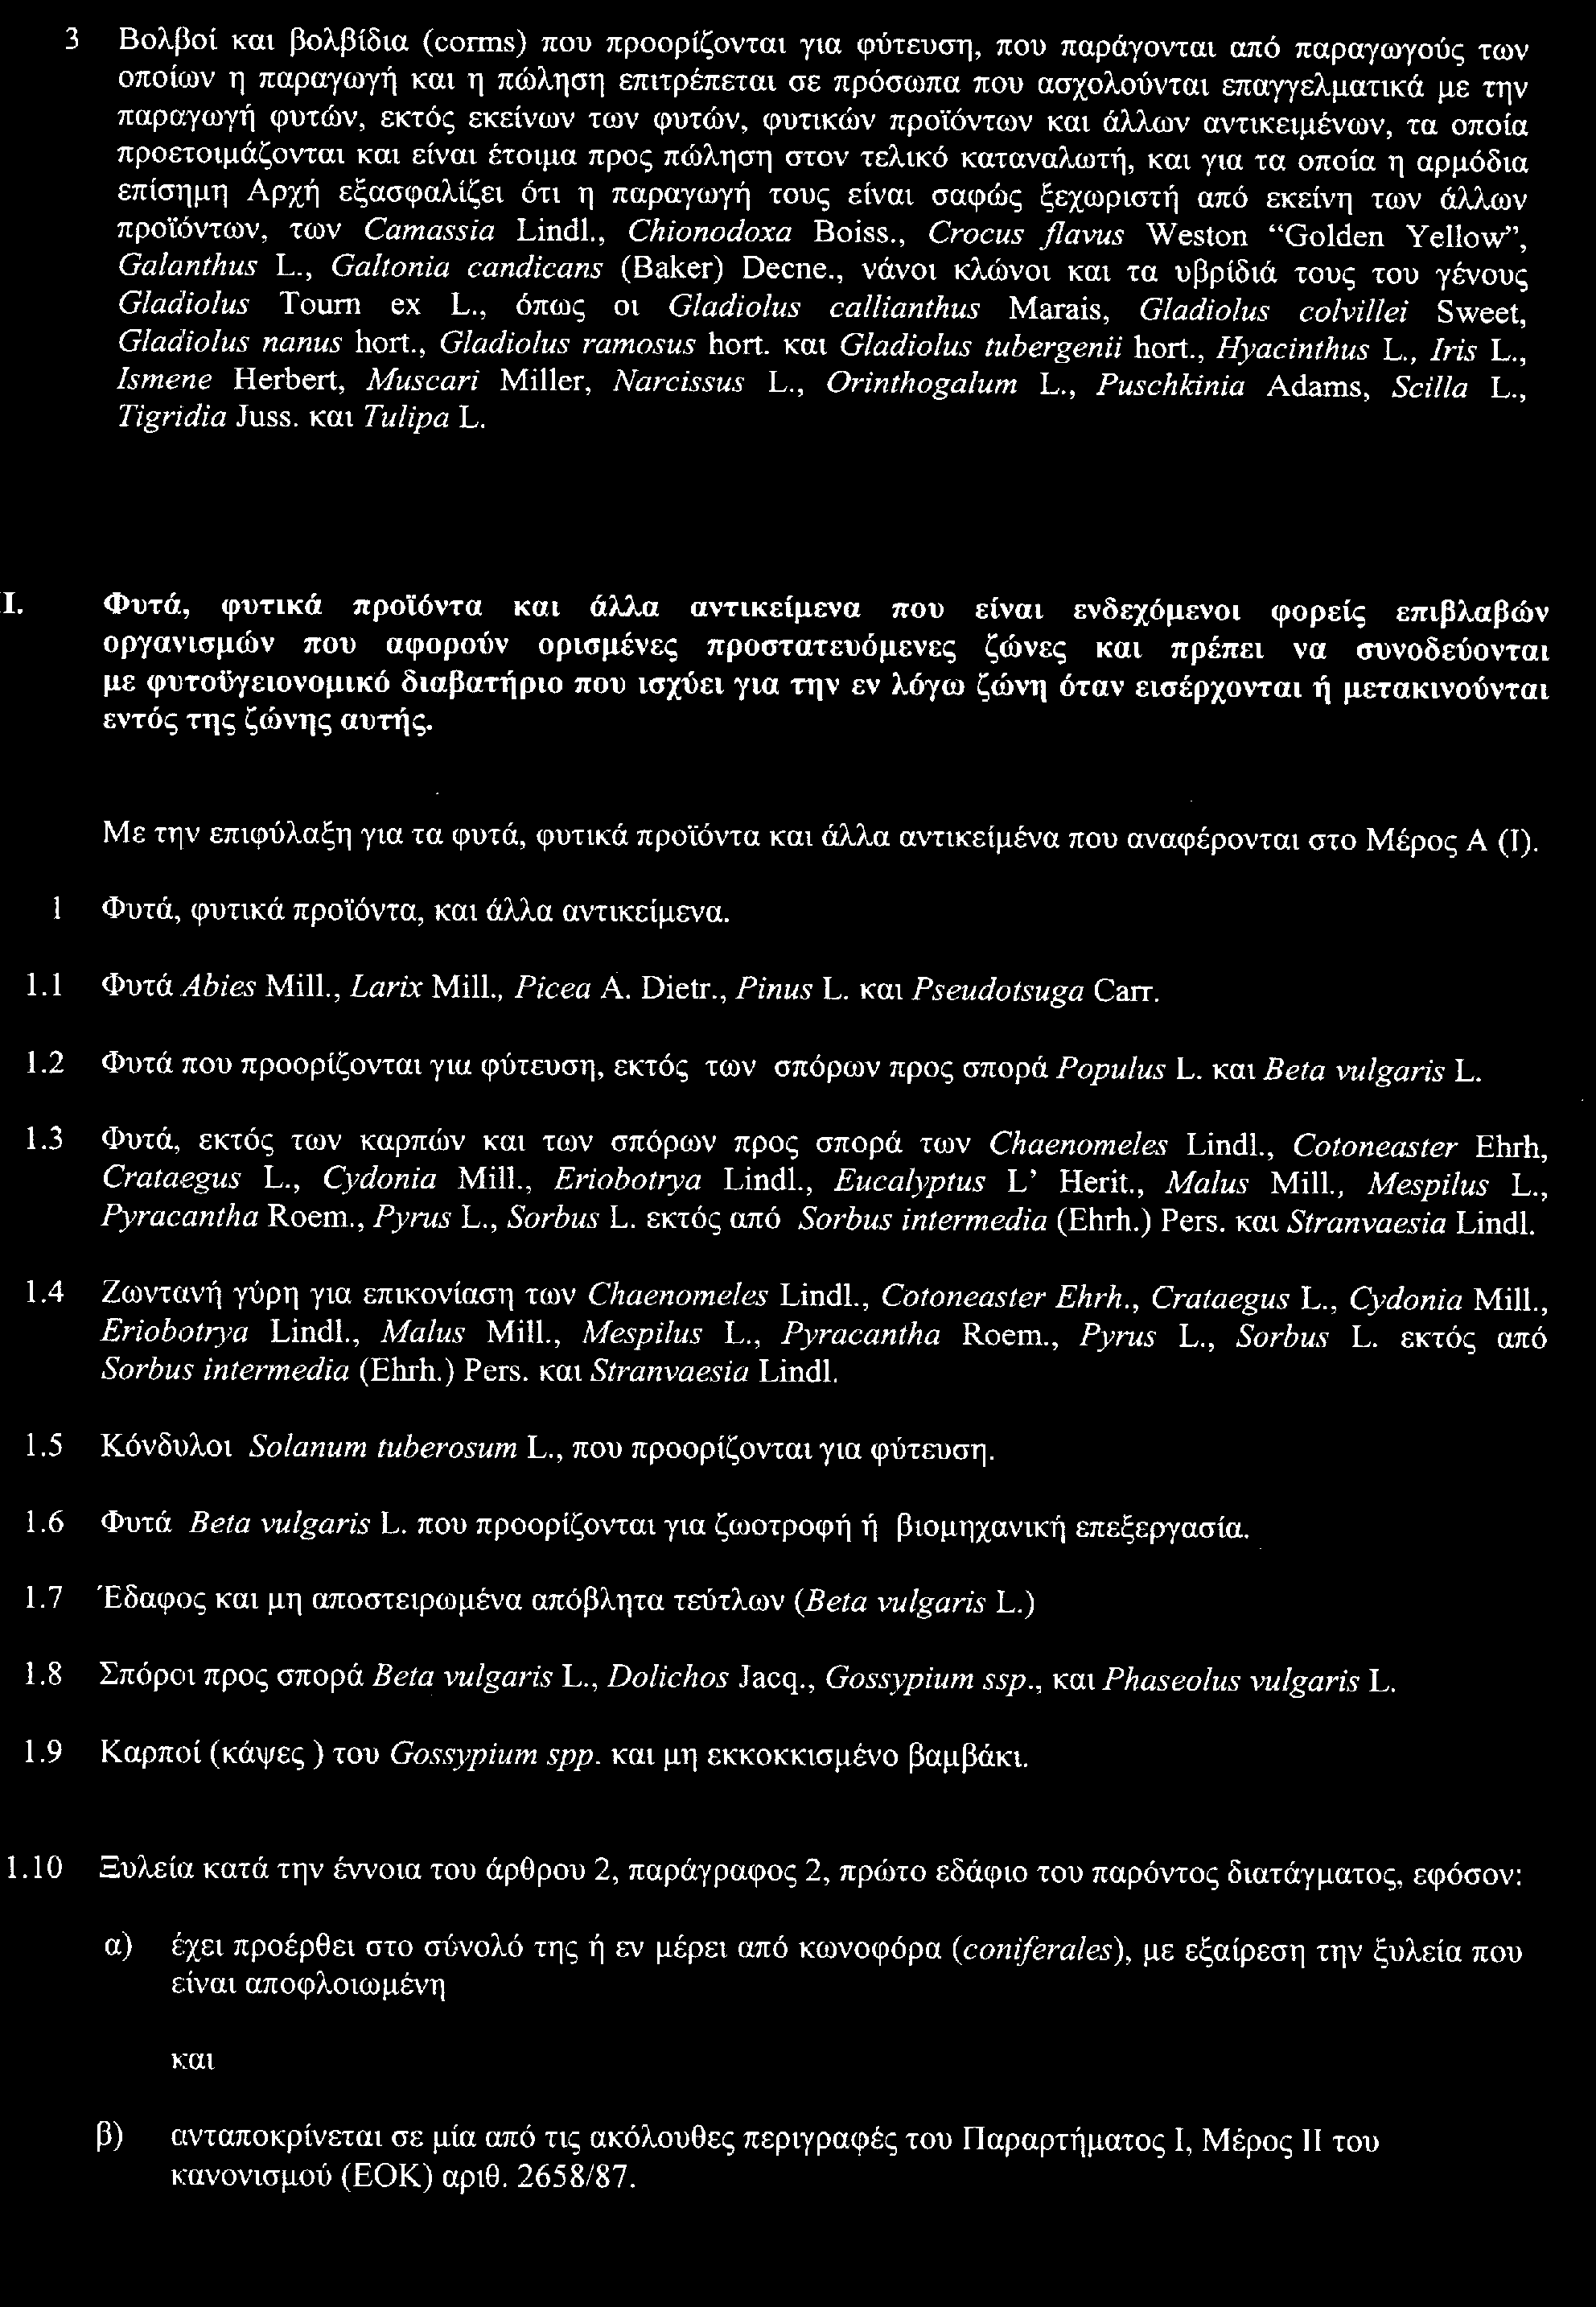 3 Βολβοί και βολβίδια (corms) που προορίζονται για φύτευση, που παράγονται από παραγωγούς των
οποίων η παραγωγή και η πώληση επιτρέπεται σε πρόσωπα που ασχολούνται επαγγελματικά με την
παραγωγή φυτών, εκτός εκείνων των φυτών, φυτικών προϊόντων και άλλων αντικειμένων, τα οποία
προετοιμάζονται και είναι έτοιμα προς πώληση στον τελικό καταναλωτή, και για τα οποία η αρμόδια
επίσημη Αρχή εξασφαλίζει ότι η παραγωγή τους είναι σαφώς ξεχωριστή από εκείνη των άλλων
προϊόντων, των Camassia Lindl., Chionodoxa Boiss., Crocus flavus Weston “Golden Yellow”,
Galanthus L., Galtonia candicans (Baker) Decne., νάνοι κλώνοι και τα υβρίδιά τους του γένους
Gladiolus Tourn ex L., όπως οι Gladiolus callianthus Marais, Gladiolus colvillei Sweet,
Gladiolus nanus hort., Gladiolus ramosus hort. και Gladiolus tubergenii hort., Hyacinthus L., Iris L.,
Ismene Herbert, Muscari Miller, Narcissus L., Orinthogalum L., Puschkinia Adams, Scilla L.,
Tigridia Juss. και Tulipa L.
II. Φυτά, φυτικά προϊόντα και άλλα αντικείμενα που είναι ενδεχόμενοι φορείς επιβλαβών
οργανισμών που αφορούν ορισμένες προστατευόμενες ζώνες και πρέπει να συνοδεύονται
με φυτοϋγειονομικό διαβατήριο που ισχύει για την εν λόγω ζώνη όταν εισέρχονται ή μετακινούνται
εντός της ζώνης αυτής.
Με την επιφύλαξη για τα φυτά, φυτικά προϊόντα και άλλα αντικείμένα που αναφέρονται στο Μέρος Α (Ι).
1 Φυτά, φυτικά προϊόντα, και άλλα αντικείμενα.
1.1 Φυτά Abies Mill., Larix Mill., Picea A. Dietr., Pinus L. και Pseudotsuga Carr.
1.2 Φυτά που προορίζονται για φύτευση, εκτός των σπόρων προς σπορά Populus L. και Beta vulgaris L.
1.3 Φυτά, εκτός των καρπών και των σπόρων προς σπορά των Chaenomeles Lindl., Cotoneaster Ehrh,
Crataegus L., Cydonia Mill., Eriobotrya Lindl., Eucalyptus L’ Herit., Malus Mill., Mespilus L.,
Pyracantha Roem., Pyrus L., Sorbus L. εκτός από Sorbus intermedia (Ehrh.) Pers. και Stranvaesia Lindl.
1.4 Ζωντανή γύρη για επικονίαση των Chaenomeles Lindl., Cotoneaster Ehrh., Crataegus L., Cydonia Mill.,
Eriobotrya Lindl., Malus Mill., Mespilus L., Pyracantha Roem., Pyrus L., Sorbus L. εκτός από
Sorbus intermedia (Ehrh.) Pers. και Stranvaesia Lindl.
1.5 Κόνδυλοι Solanum tuberosum L., που προορίζονται για φύτευση.
1.6 Φυτά Beta vulgaris L. που προορίζονται για ζωοτροφή ή βιομηχανική επεξεργασία.
1.7 Έδαφος και μη αποστειρωμένα απόβλητα τεύτλων (Beta vulgaris L.)
1.8 Σπόροι προς σπορά Beta vulgaris L., Dolichos Jacq., Gossypium ssp., και Phaseolus vulgaris L.
1.9 Καρποί (κάψες ) του Gossypium spp. και μη εκκοκκισμένο βαμβάκι.
1.10 Ξυλεία κατά την έννοια του άρθρου 2, παράγραφος 2, πρώτο εδάφιο του παρόντος διατάγματος, εφόσον:
α) έχει προέρθει στο σύνολό της ή εν μέρει από κωνοφόρα (coniferales), με εξαίρεση την ξυλεία που
είναι αποφλοιωμένη
και
β) ανταποκρίνεται σε μία από τις ακόλουθες περιγραφές του Παραρτήματος Ι, Μέρος ΙΙ του
κανονισμού (ΕΟΚ) αριθ. 2658/87.